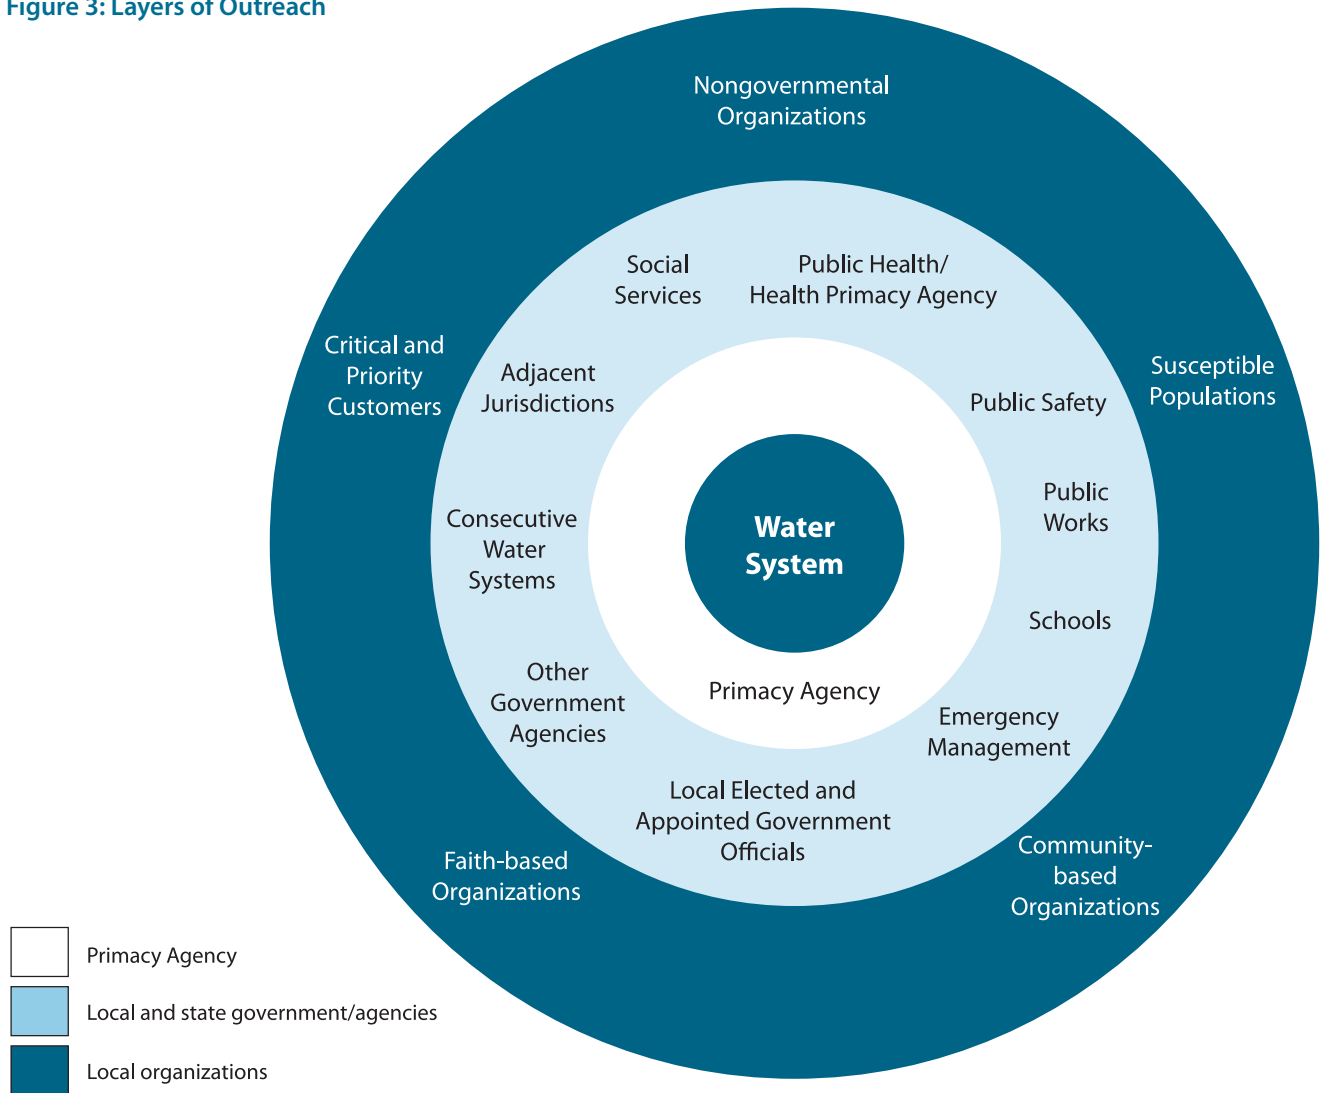 Figure 3: Layers of Outreach
Nongovernmental
Organizations
Social
Services
Public Health/
Health Primacy Agency
Critical and
Priority
Customers
Adjacent
Jurisdictions
Public Safety
Susceptible
Populations
Consecutive
Water
Systems
Water
System
Public
Works
Schools
Other
Government
Agencies
Primacy Agency
Emergency
Management
Local Elected and
Appointed Government
Officials
Faith-based
Organizations
Community-
based
Organizations
Primacy Agency
Local and state government/agencies
Local organizations